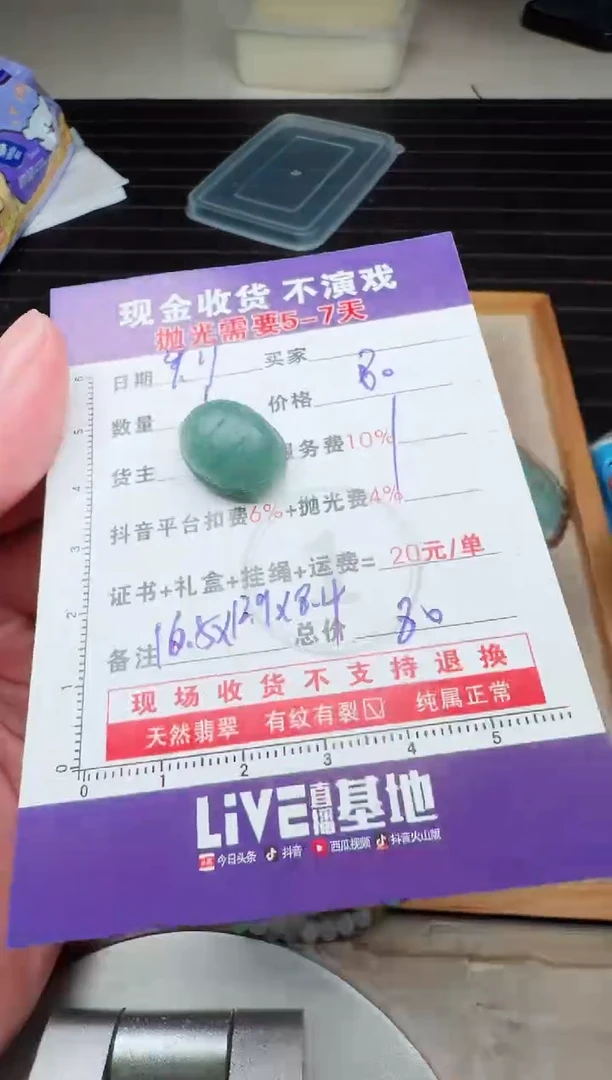 现金收货 不演戏
抛光需要5-7天
日期 买家
数量 价格 80
货主 服务费10%
抖音平台扣费6%+抛光费4%
证书+礼盒+挂绳+运费= 20元/单
备注 16.5x12.9x8.4 总价 80
现场收货不支持退换
天然翡翠 有纹有裂 纯属正常
LiVE直播基地
今日头条 抖音 西瓜视频 抖音火山版